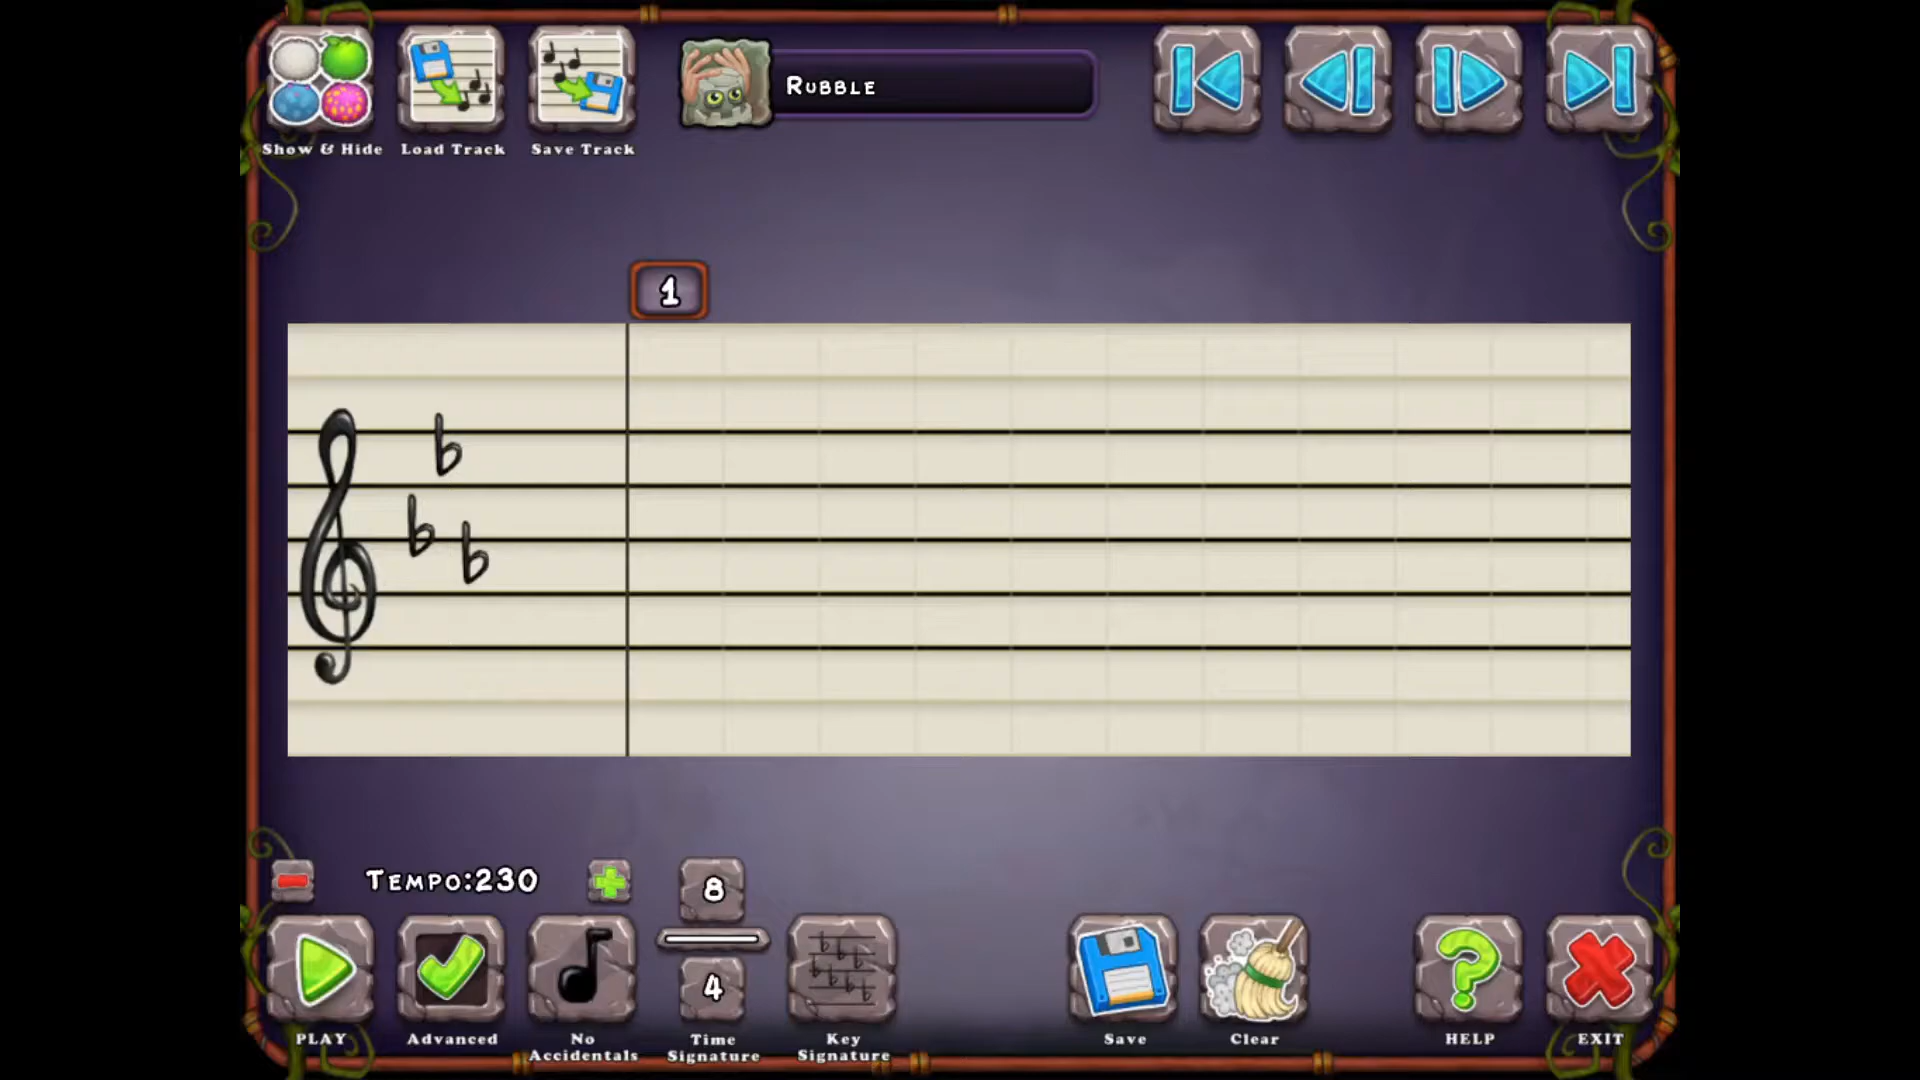 Show & Hide
Load Track
Save Track
Rubble
1
Tempo:230
8
4
PLAY
Advanced
No
Accidentals
Time
Signature
Key
Signature
Save
Clear
HELP
EXIT